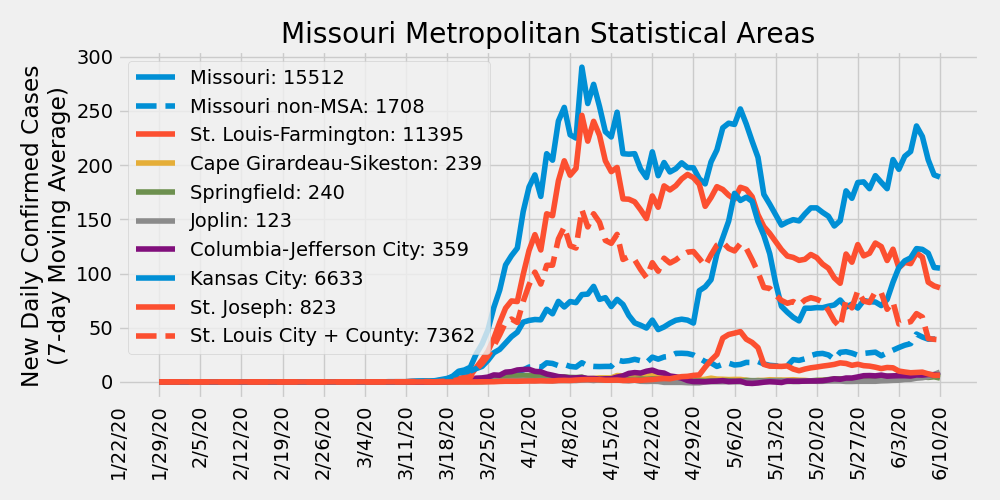 Missouri Metropolitan Statistical Areas
New Daily Confirmed Cases
(7-day Moving Average)
300
250
200
150
100
50
0
Missouri: 15512
Missouri non-MSA: 1708
St. Louis-Farmington: 11395
Cape Girardeau-Sikeston: 239
Springfield: 240
Joplin: 123
Columbia-Jefferson City: 359
Kansas City: 6633
St. Joseph: 823
St. Louis City + County: 7362
1/22/20
1/29/20
2/5/20
2/12/20
2/19/20
2/26/20
3/4/20
3/11/20
3/18/20
3/25/20
4/1/20
4/8/20
4/15/20
4/22/20
4/29/20
5/6/20
5/13/20
5/20/20
5/27/20
6/3/20
6/10/20